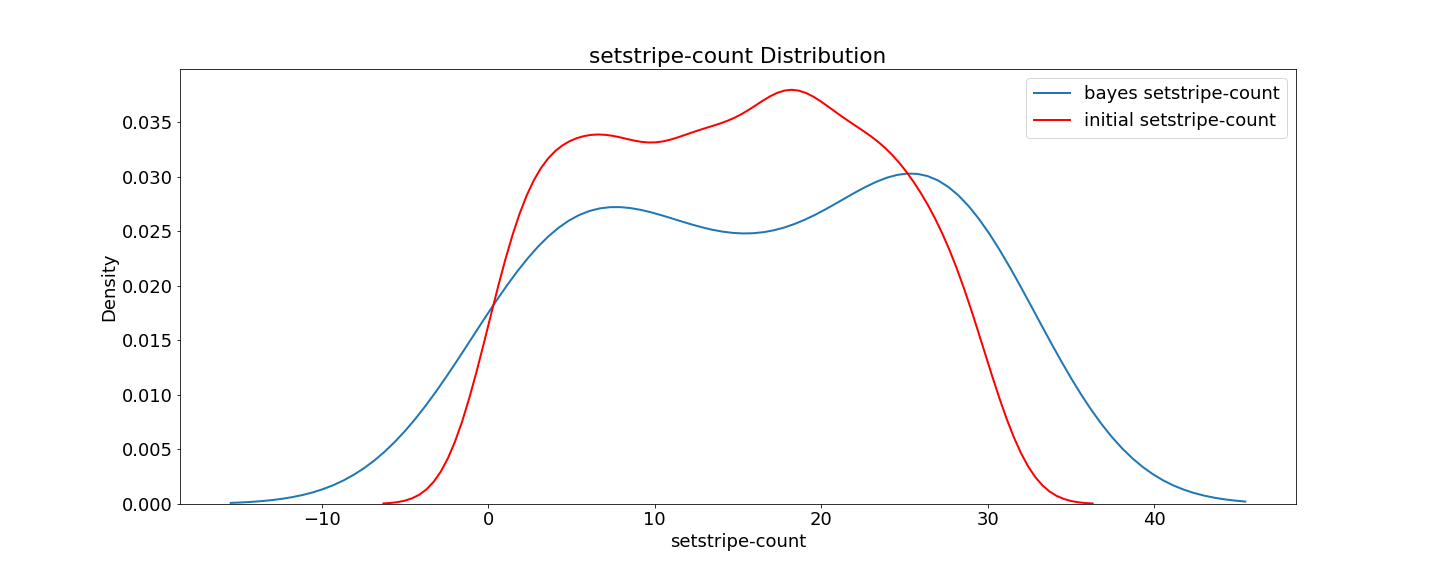 setstripe-count Distribution
bayes setstripe-count
initial setstripe-count
Density
0.035
0.030
0.025
0.020
0.015
0.010
0.005
0.000
−10
0
10
20
30
40
setstripe-count